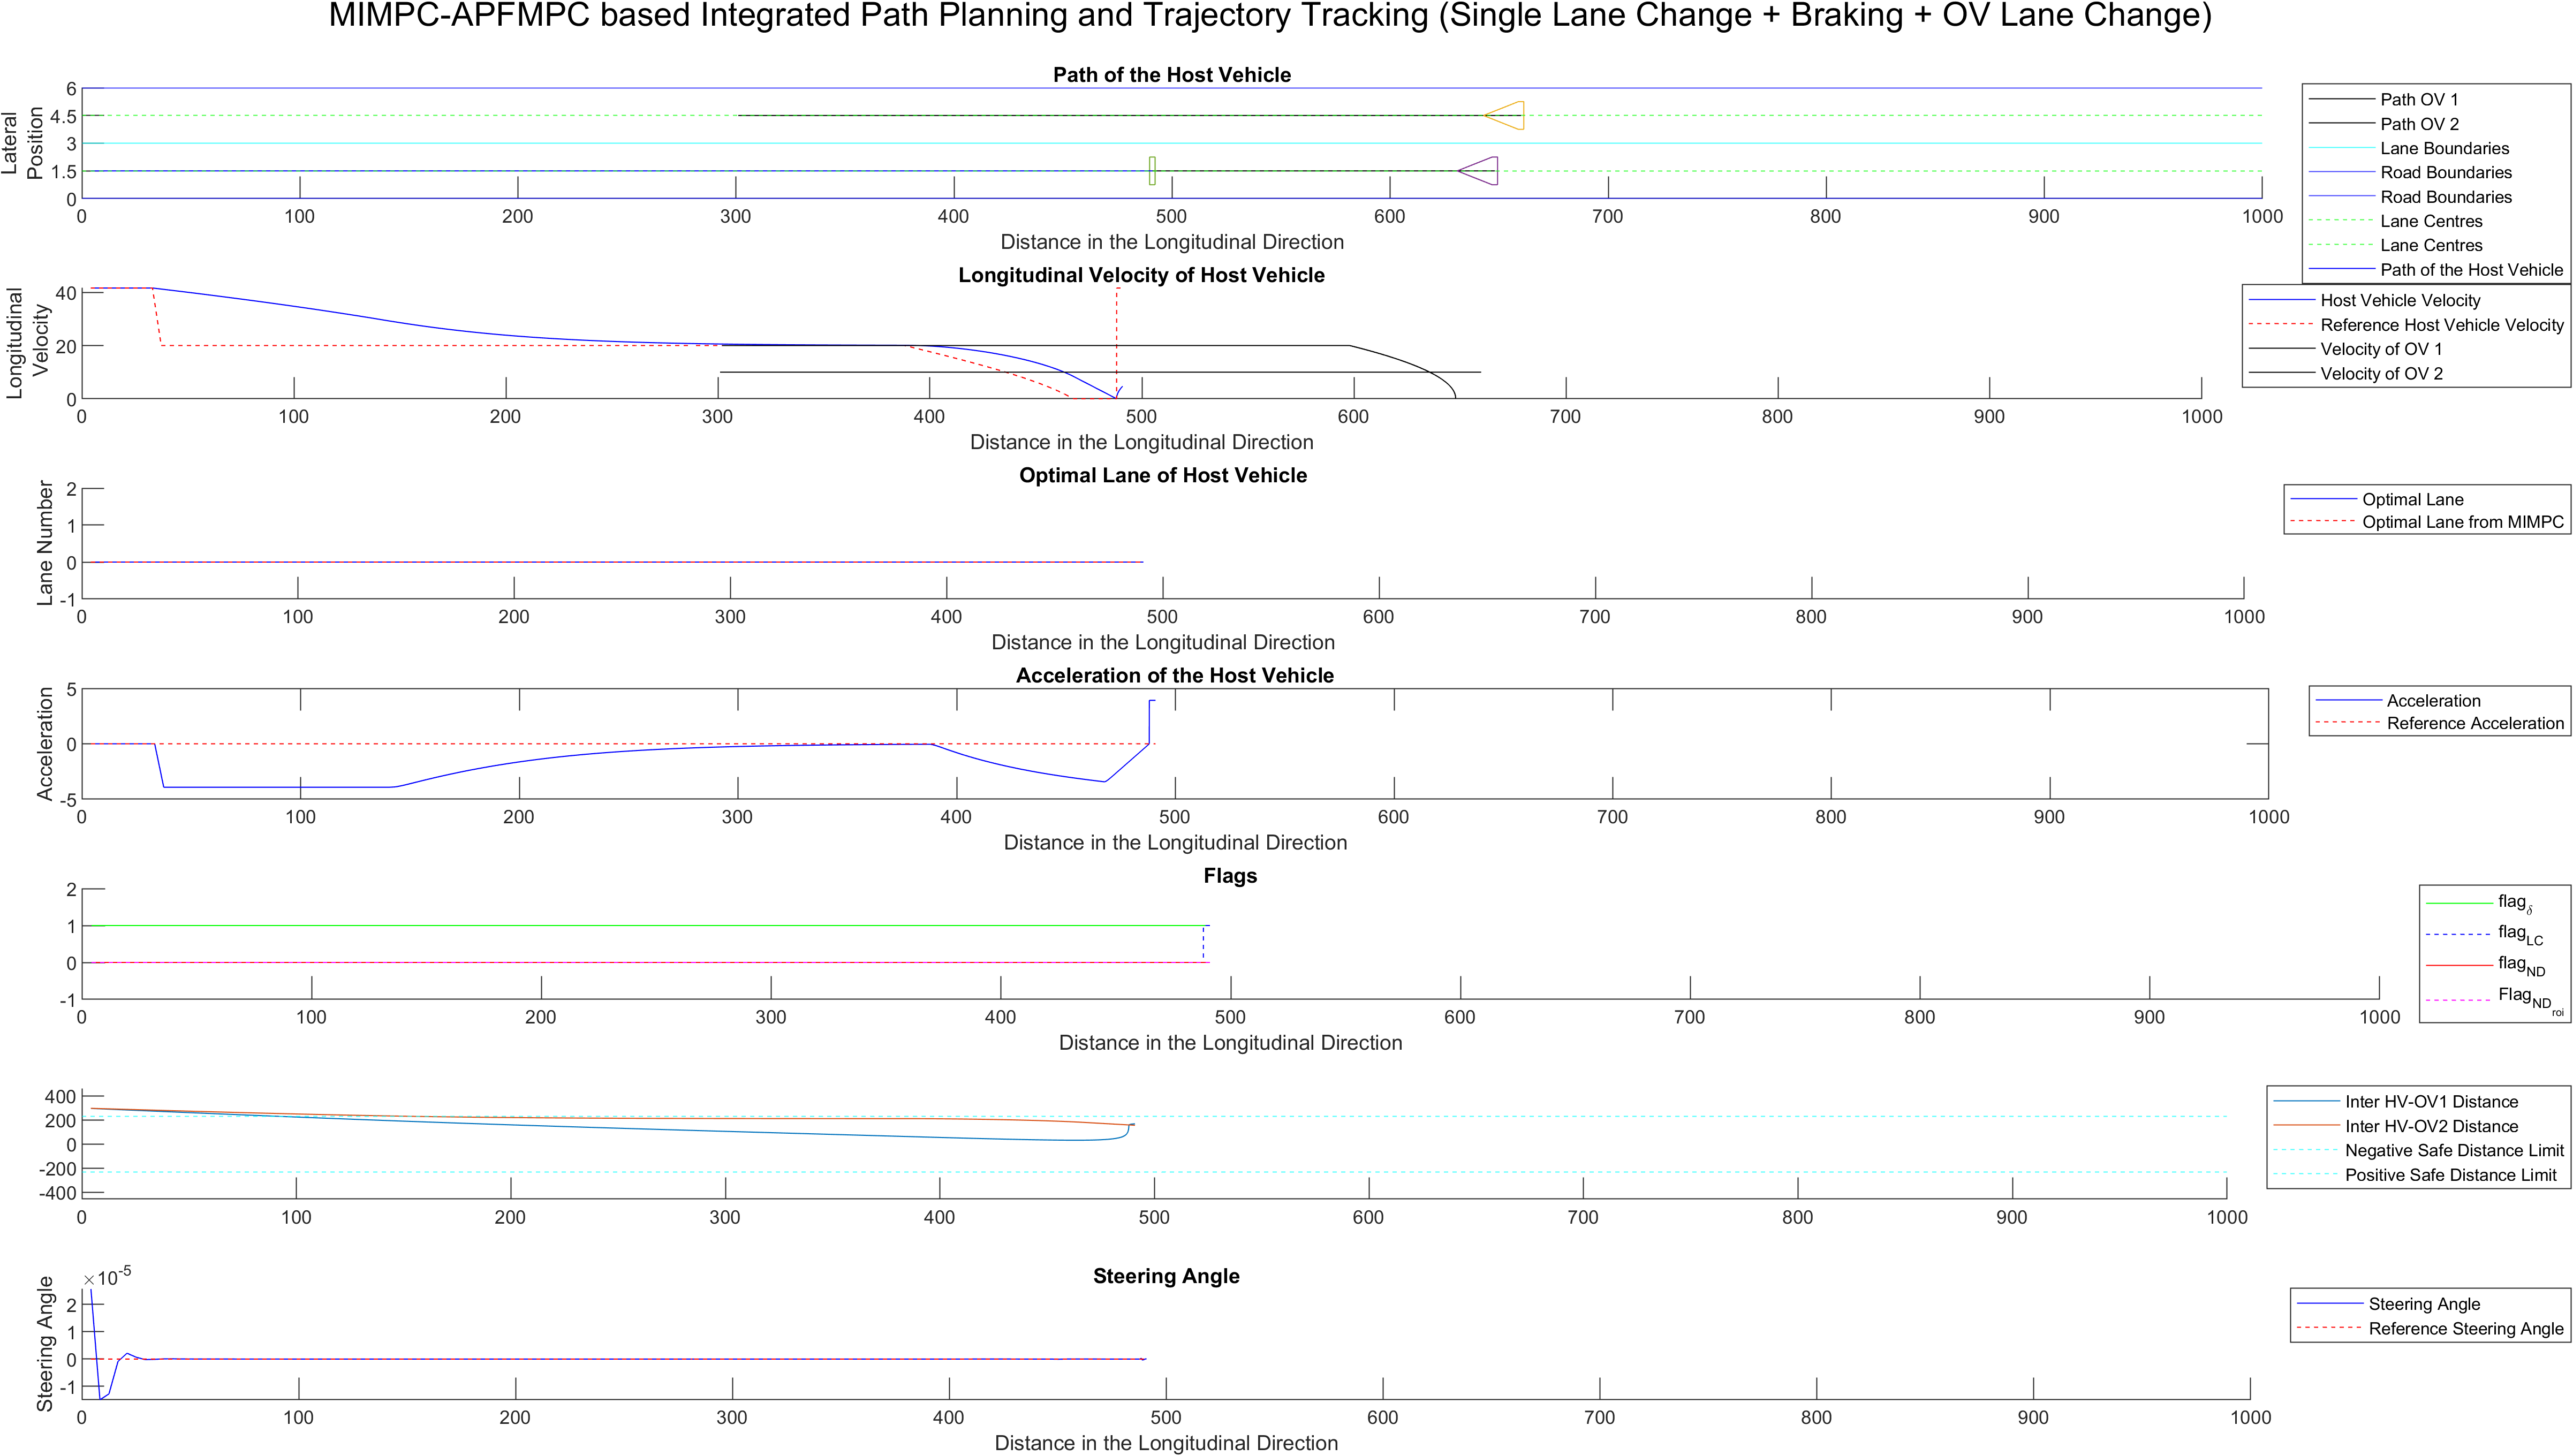 MIMPC-APFMPC based Integrated Path Planning and Trajectory Tracking (Single Lane Change + Braking + OV Lane Change)
Path of the Host Vehicle
Lateral
Position
6
4.5
3
1.5
0
0 100 200 300 400 500 600 700 800 900 1000
Distance in the Longitudinal Direction
Path OV 1
Path OV 2
Lane Boundaries
Road Boundaries
Road Boundaries
Lane Centres
Lane Centres
Path of the Host Vehicle
Longitudinal Velocity of Host Vehicle
Longitudinal
Velocity
40
20
0
0 100 200 300 400 500 600 700 800 900 1000
Distance in the Longitudinal Direction
Host Vehicle Velocity
Reference Host Vehicle Velocity
Velocity of OV 1
Velocity of OV 2
Optimal Lane of Host Vehicle
Lane Number
2
1
0
-1
0 100 200 300 400 500 600 700 800 900 1000
Distance in the Longitudinal Direction
Optimal Lane
Optimal Lane from MIMPC
Acceleration of the Host Vehicle
Acceleration
5
0
-5
0 100 200 300 400 500 600 700 800 900 1000
Distance in the Longitudinal Direction
Acceleration
Reference Acceleration
Flags
2
1
0
-1
0 100 200 300 400 500 600 700 800 900 1000
Distance in the Longitudinal Direction
flag_δ
flag_LC
flag_ND
Flag_ND_roi
400
200
0
-200
-400
0 100 200 300 400 500 600 700 800 900 1000
Inter HV-OV1 Distance
Inter HV-OV2 Distance
Negative Safe Distance Limit
Positive Safe Distance Limit
Steering Angle
×10^-5
Steering Angle
2
1
0
-1
0 100 200 300 400 500 600 700 800 900 1000
Distance in the Longitudinal Direction
Steering Angle
Reference Steering Angle